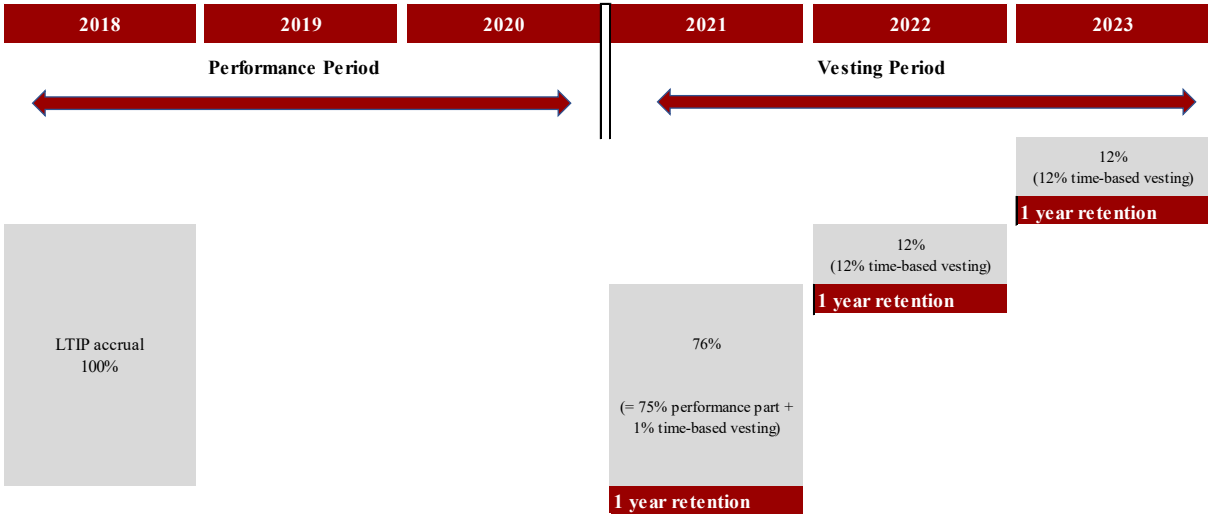 2018
2019
2020
2021
2022
2023
Performance Period
Vesting Period
12%
(12% time-based vesting)
1 year retention
12%
(12% time-based vesting)
1 year retention
LTIP accrual
100%
76%
(= 75% performance part +
1% time-based vesting)
1 year retention